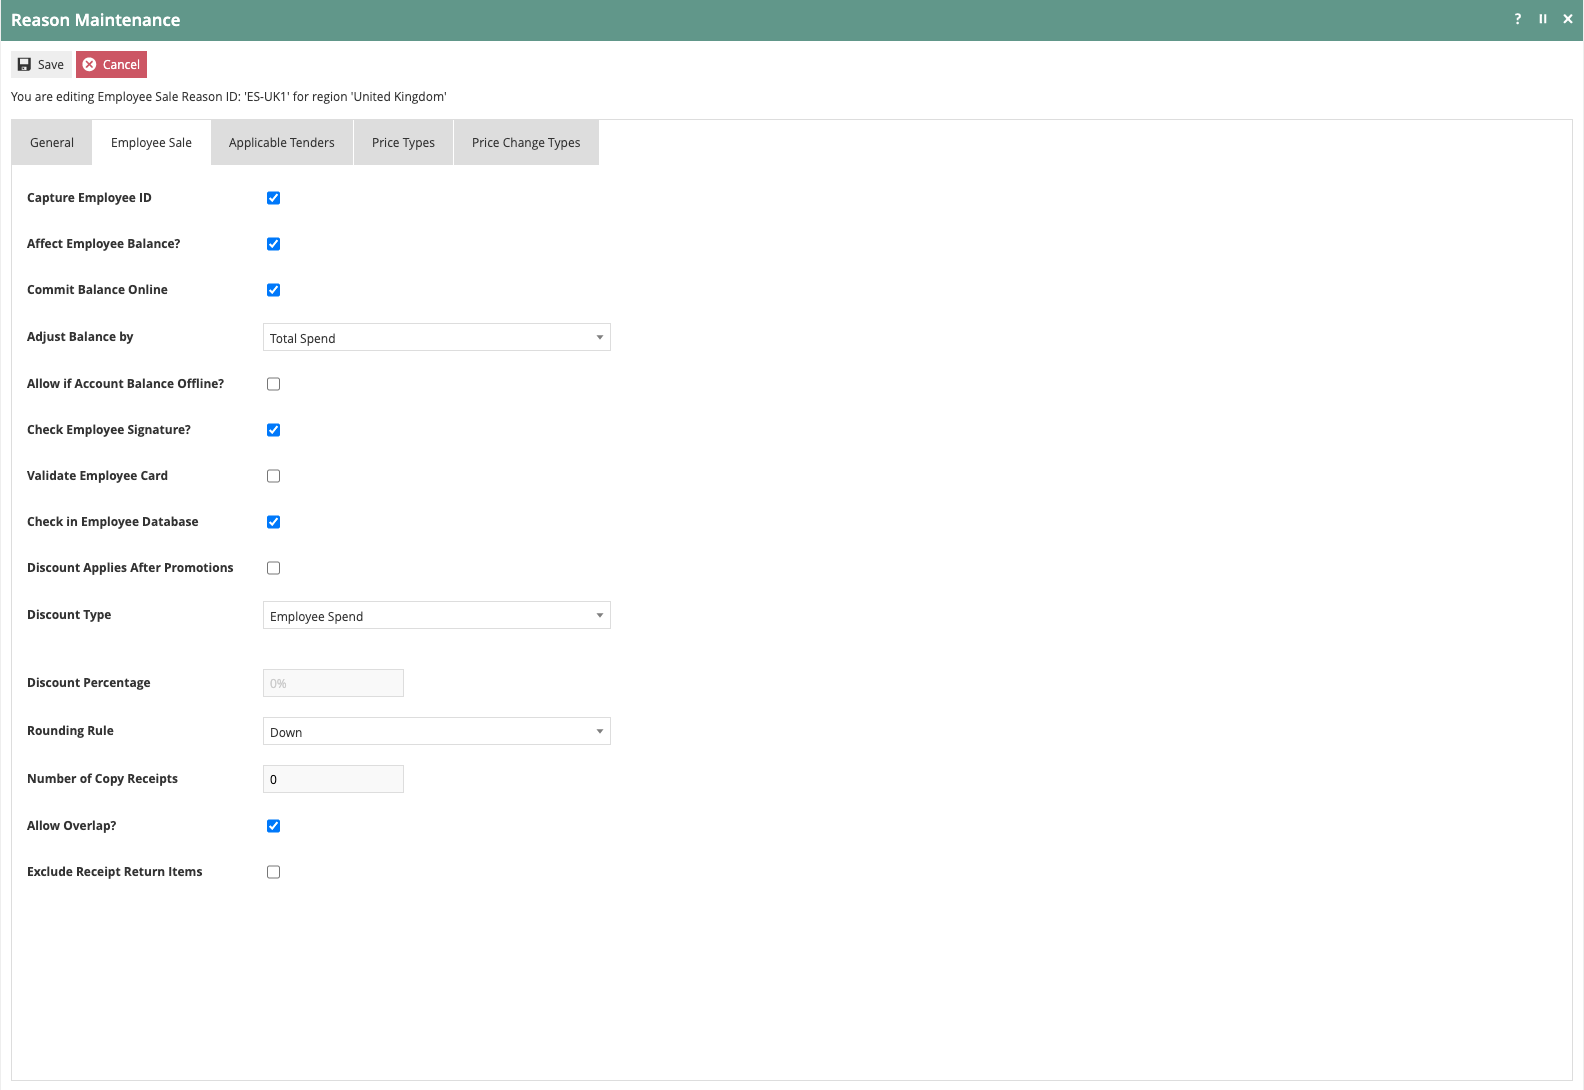 Reason Maintenance
?
Save Cancel
You are editing Employee Sale Reason ID: 'ES-UK1' for region 'United Kingdom'
General Employee Sale Applicable Tenders Price Types Price Change Types
Capture Employee ID
Affect Employee Balance?
Commit Balance Online
Adjust Balance by Total Spend
Allow if Account Balance Offline?
Check Employee Signature?
Validate Employee Card
Check in Employee Database
Discount Applies After Promotions
Discount Type Employee Spend
Discount Percentage 0%
Rounding Rule Down
Number of Copy Receipts 0
Allow Overlap?
Exclude Receipt Return Items